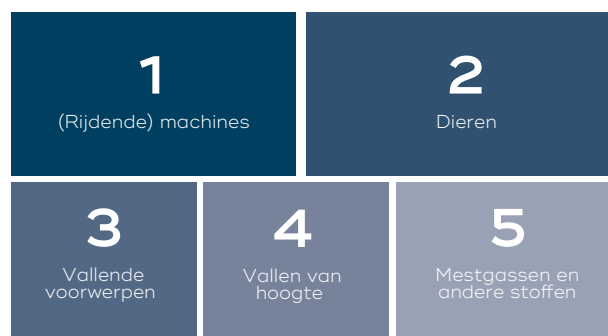 1
(Rijdende) machines
2
Dieren
3
Vallende
voorwerpen
4
Vallen van
hoogte
5
Mestgassen en
andere stoffen